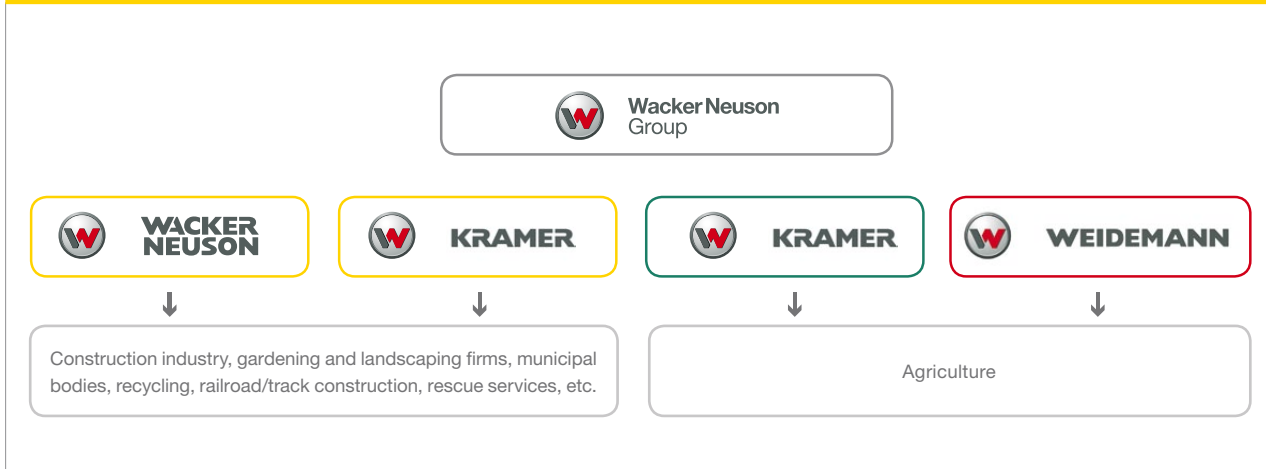 Wacker Neuson
Group
WACKER
NEUSON
KRAMER
KRAMER
WEIDEMANN
Construction industry, gardening and landscaping firms, municipal
bodies, recycling, railroad/track construction, rescue services, etc.
Agriculture